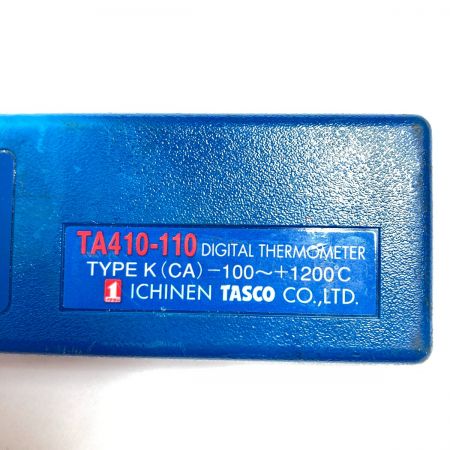 TA410-110 DIGITAL THERMOMETER
TYPE K (CA) −100～+1200℃
1 ICHINEN TASCO CO.,LTD.